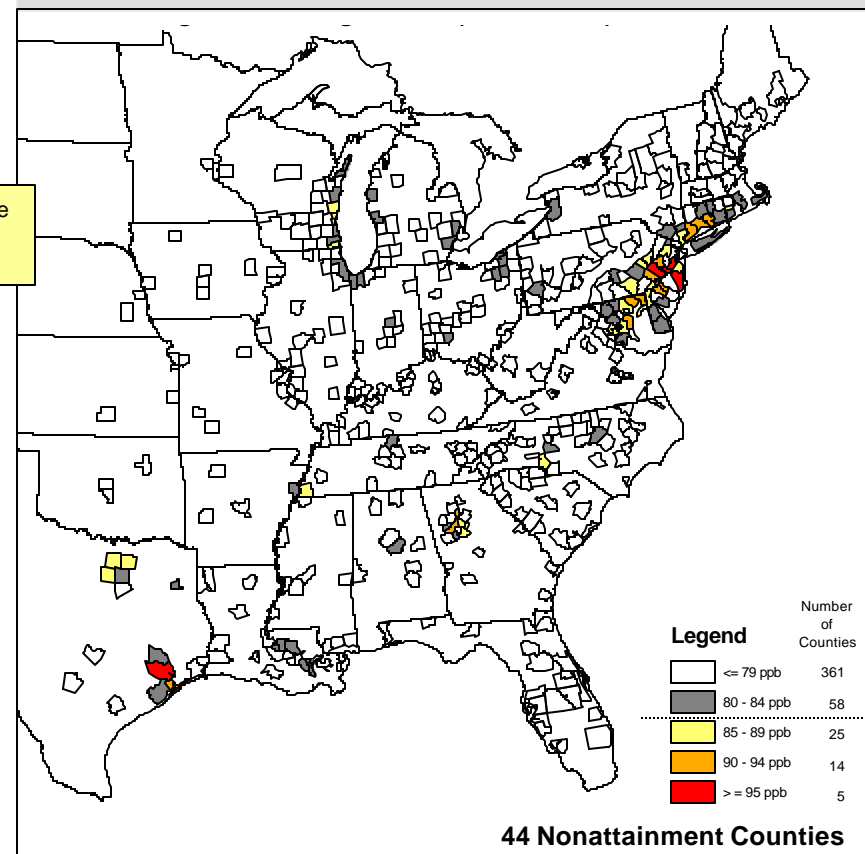 e
Legend
Number
of
Counties
<= 79 ppb 361
80 - 84 ppb 58
85 - 89 ppb 25
90 - 94 ppb 14
> = 95 ppb 5
44 Nonattainment Counties